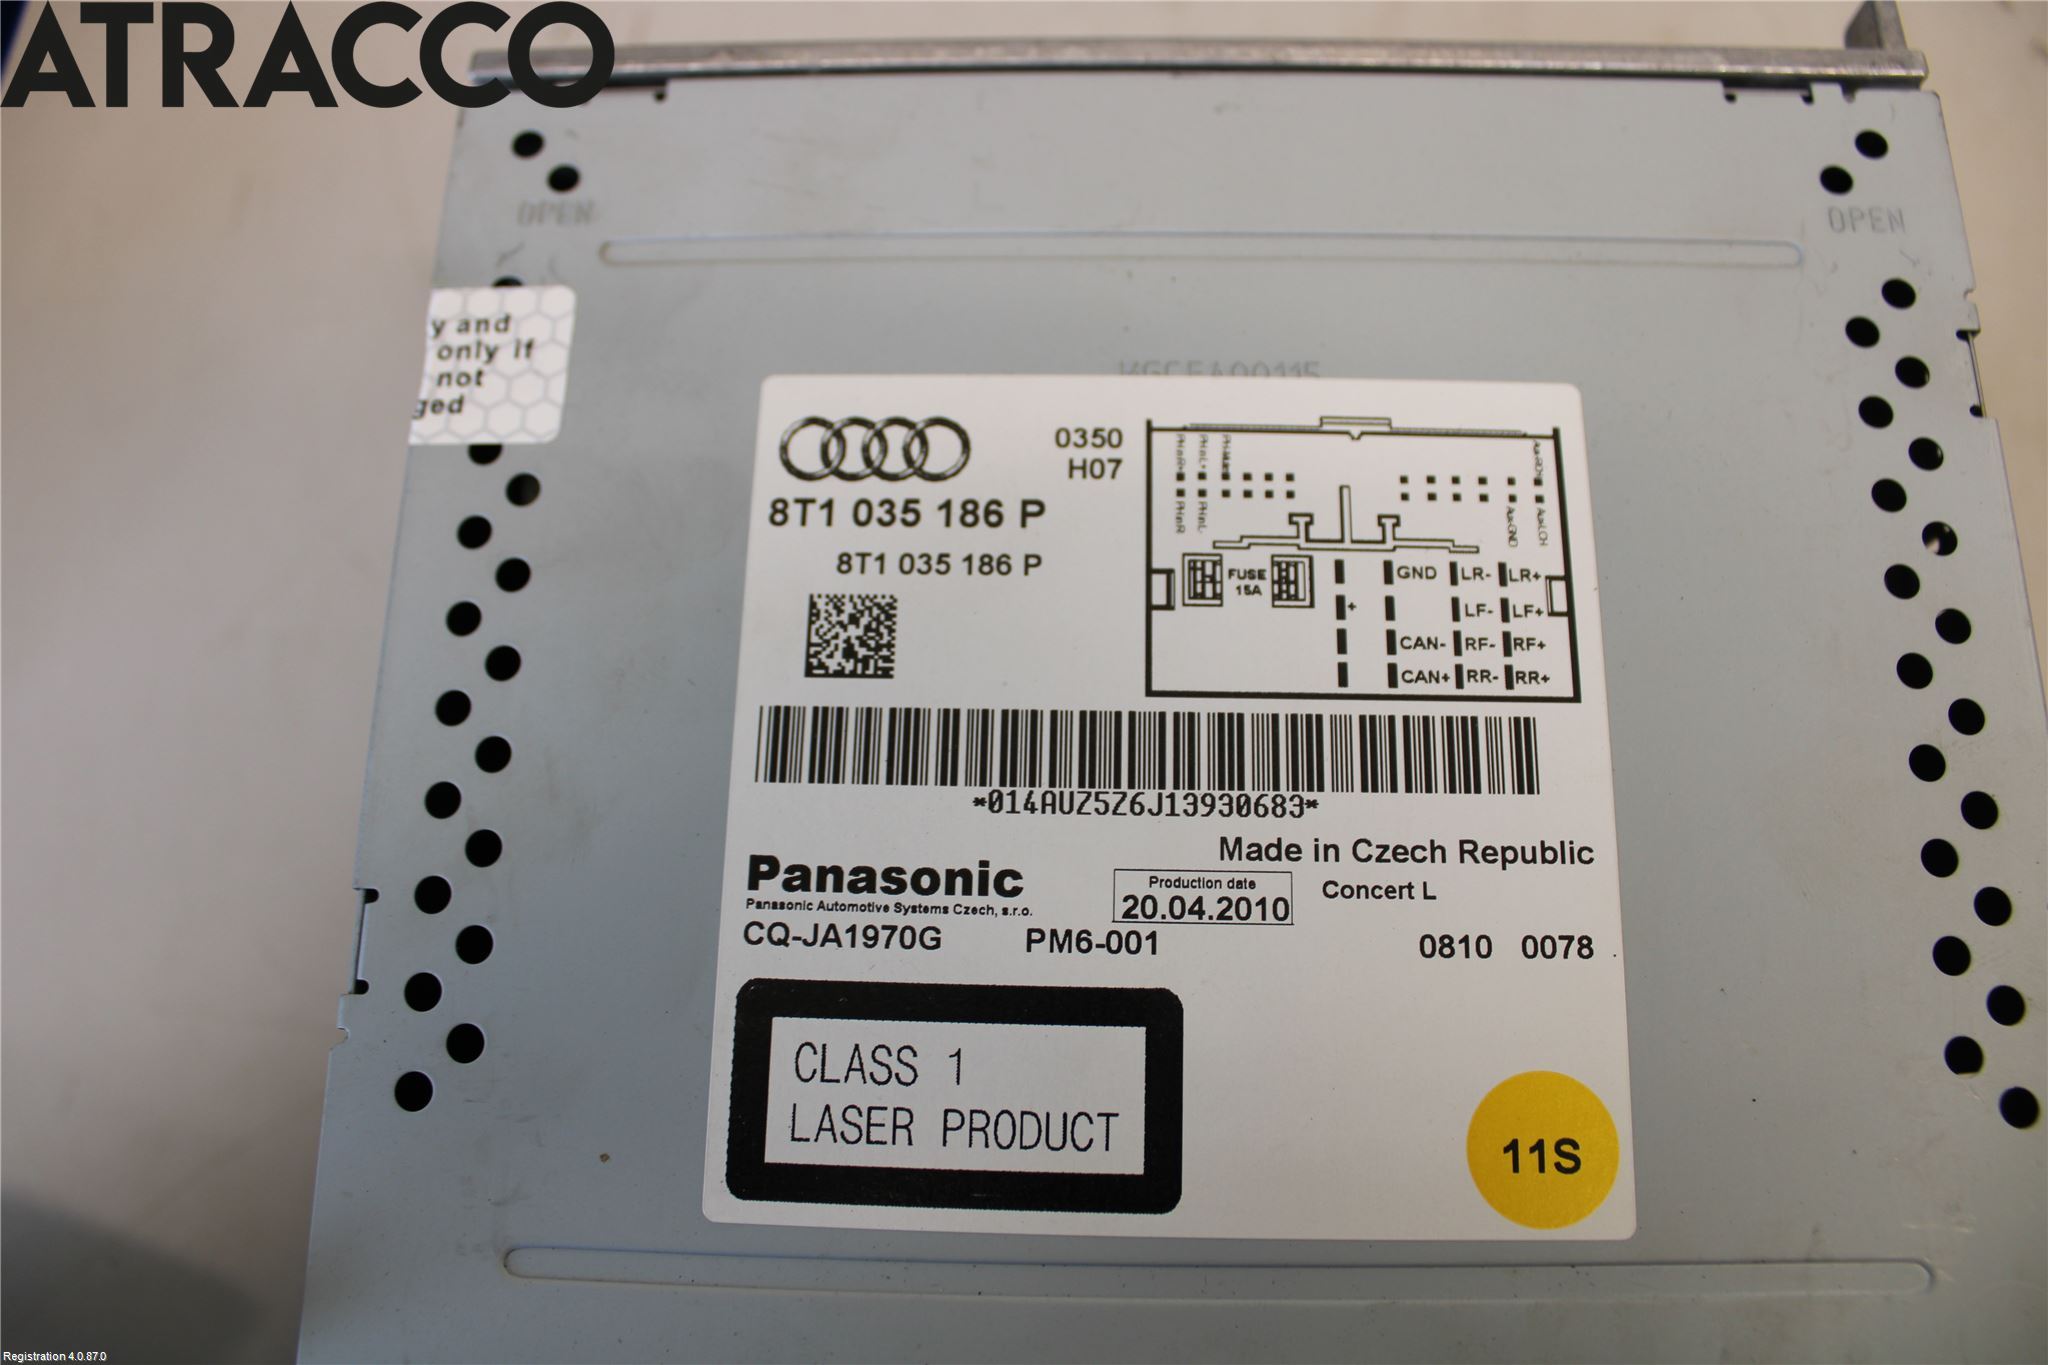 ATRACCO
OPEN
OPEN
y and
only if
not
ged
0350
H07
8T1 035 186 P
8T1 035 186 P
FUSE
15A
+
GND LR- LR+
LF- LF+
CAN- RF- RF+
CAN+ RR- RR+
*014AUZ5Z6J13930683*
Made in Czech Republic
Panasonic
Panasonic Automotive Systems Czech, s.r.o.
Production date
20.04.2010
Concert L
CQ-JA1970G PM6-001 0810 0078
CLASS 1
LASER PRODUCT
11S
Registration 4.0.87.0